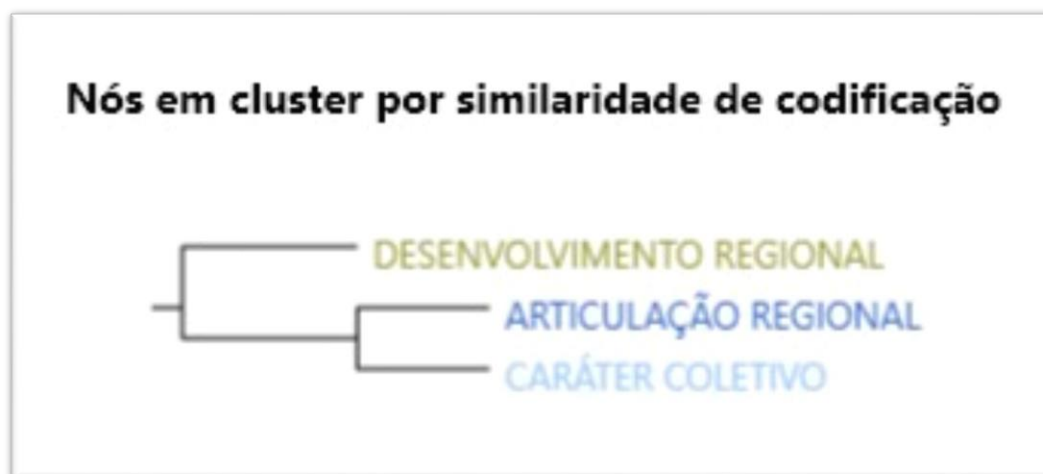 Nós em cluster por similaridade de codificação
DESENVOLVIMENTO REGIONAL
ARTICULAÇÃO REGIONAL
CARÁTER COLETIVO